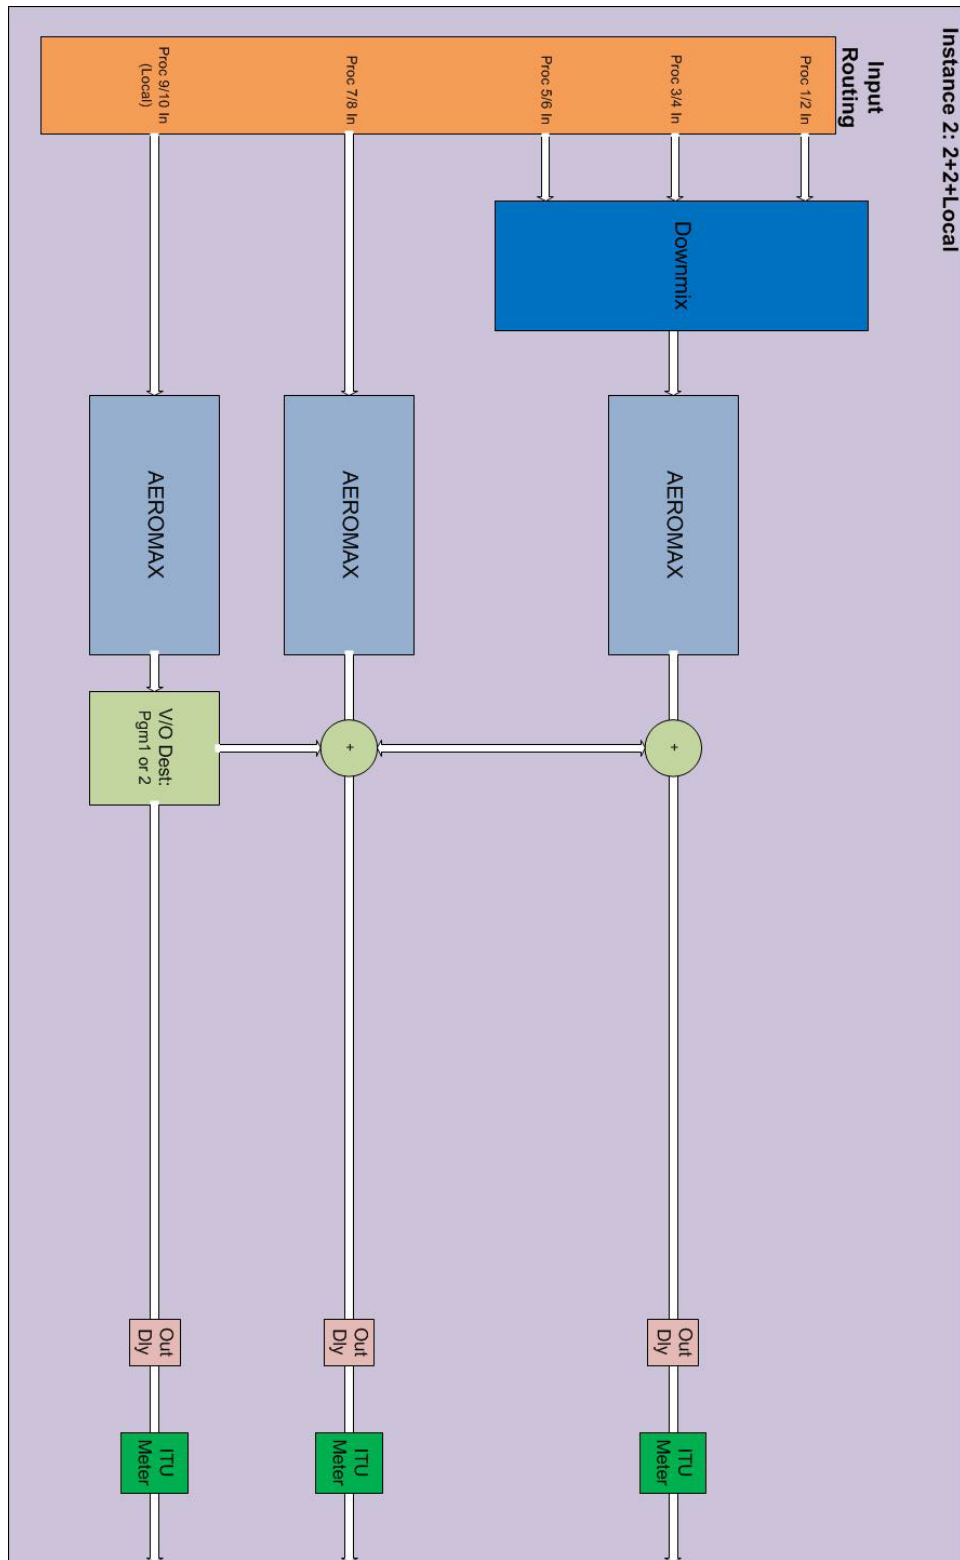 Instance 2: 2+2+Local
Input
Routing
Proc 1/2 In
Proc 3/4 In
Proc 5/6 In
Proc 7/8 In
Proc 9/10 In
(Local)
Downmix
AEROMAX
AEROMAX
AEROMAX
+
+
V/O Dest:
Pgm1 or 2
Out
Dly
Out
Dly
Out
Dly
ITU
Meter
ITU
Meter
ITU
Meter